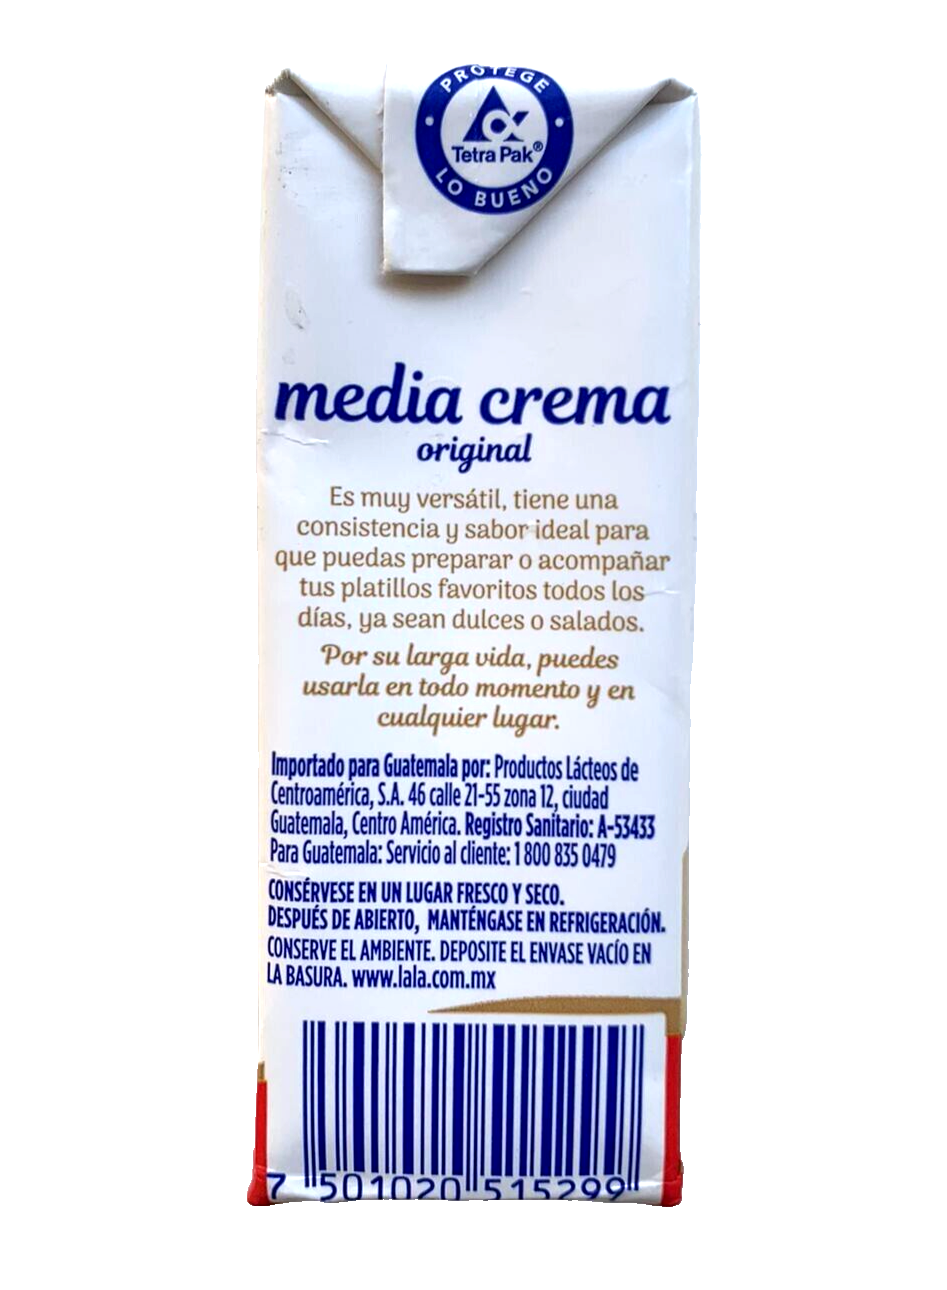 PROTEGE
Tetra Pak®
LO BUENO
media crema
original
Es muy versátil, tiene una
consistencia y sabor ideal para
que puedas preparar o acompañar
tus platillos favoritos todos los
días, ya sean dulces o salados.
Por su larga vida, puedes
usarla en todo momento y en
cualquier lugar.
Importado para Guatemala por: Productos Lácteos de
Centroamérica, S.A. 46 calle 21-55 zona 12, ciudad
Guatemala, Centro América. Registro Sanitario: A-53433
Para Guatemala: Servicio al cliente: 1 800 835 0479
CONSÉRVESE EN UN LUGAR FRESCO Y SECO.
DESPUÉS DE ABIERTO, MANTÉNGASE EN REFRIGERACIÓN.
CONSERVE EL AMBIENTE. DEPOSITE EL ENVASE VACÍO EN
LA BASURA. www.lala.com.mx
7 501020 515299